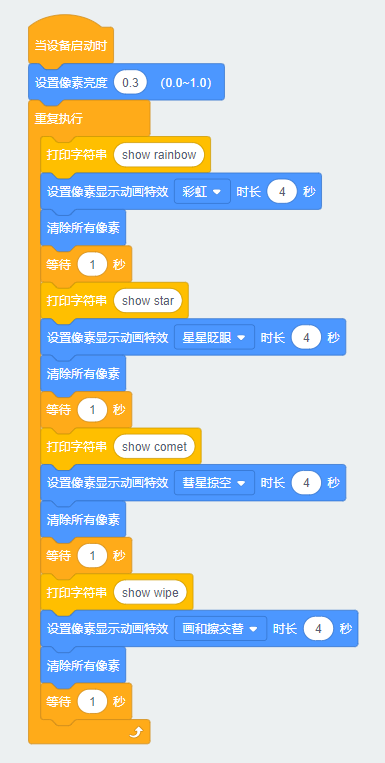 当设备启动时
设置像素亮度 0.3 (0.0~1.0)
重复执行
打印字符串 show rainbow
设置像素显示动画特效 彩虹 时长 4 秒
清除所有像素
等待 1 秒
打印字符串 show star
设置像素显示动画特效 星星眨眼 时长 4 秒
清除所有像素
等待 1 秒
打印字符串 show comet
设置像素显示动画特效 彗星掠空 时长 4 秒
清除所有像素
等待 1 秒
打印字符串 show wipe
设置像素显示动画特效 画和擦交替 时长 4 秒
清除所有像素
等待 1 秒